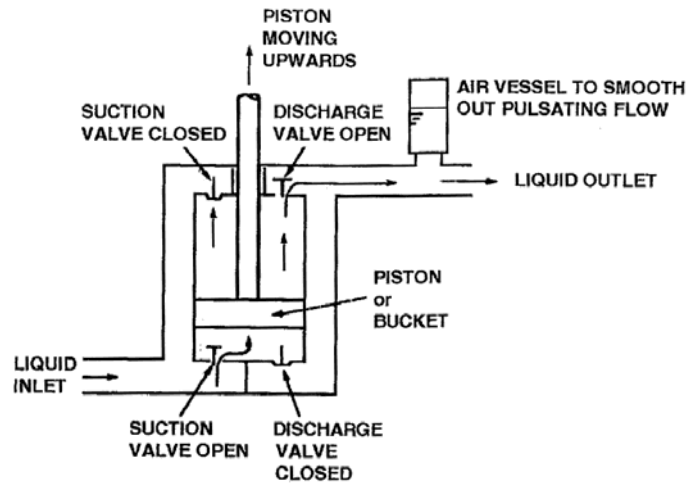 PISTON
MOVING
UPWARDS
SUCTION
VALVE CLOSED
DISCHARGE
VALVE OPEN
AIR VESSEL TO SMOOTH
OUT PULSATING FLOW
LIQUID OUTLET
PISTON
or
BUCKET
LIQUID
INLET
SUCTION
VALVE OPEN
DISCHARGE
VALVE
CLOSED